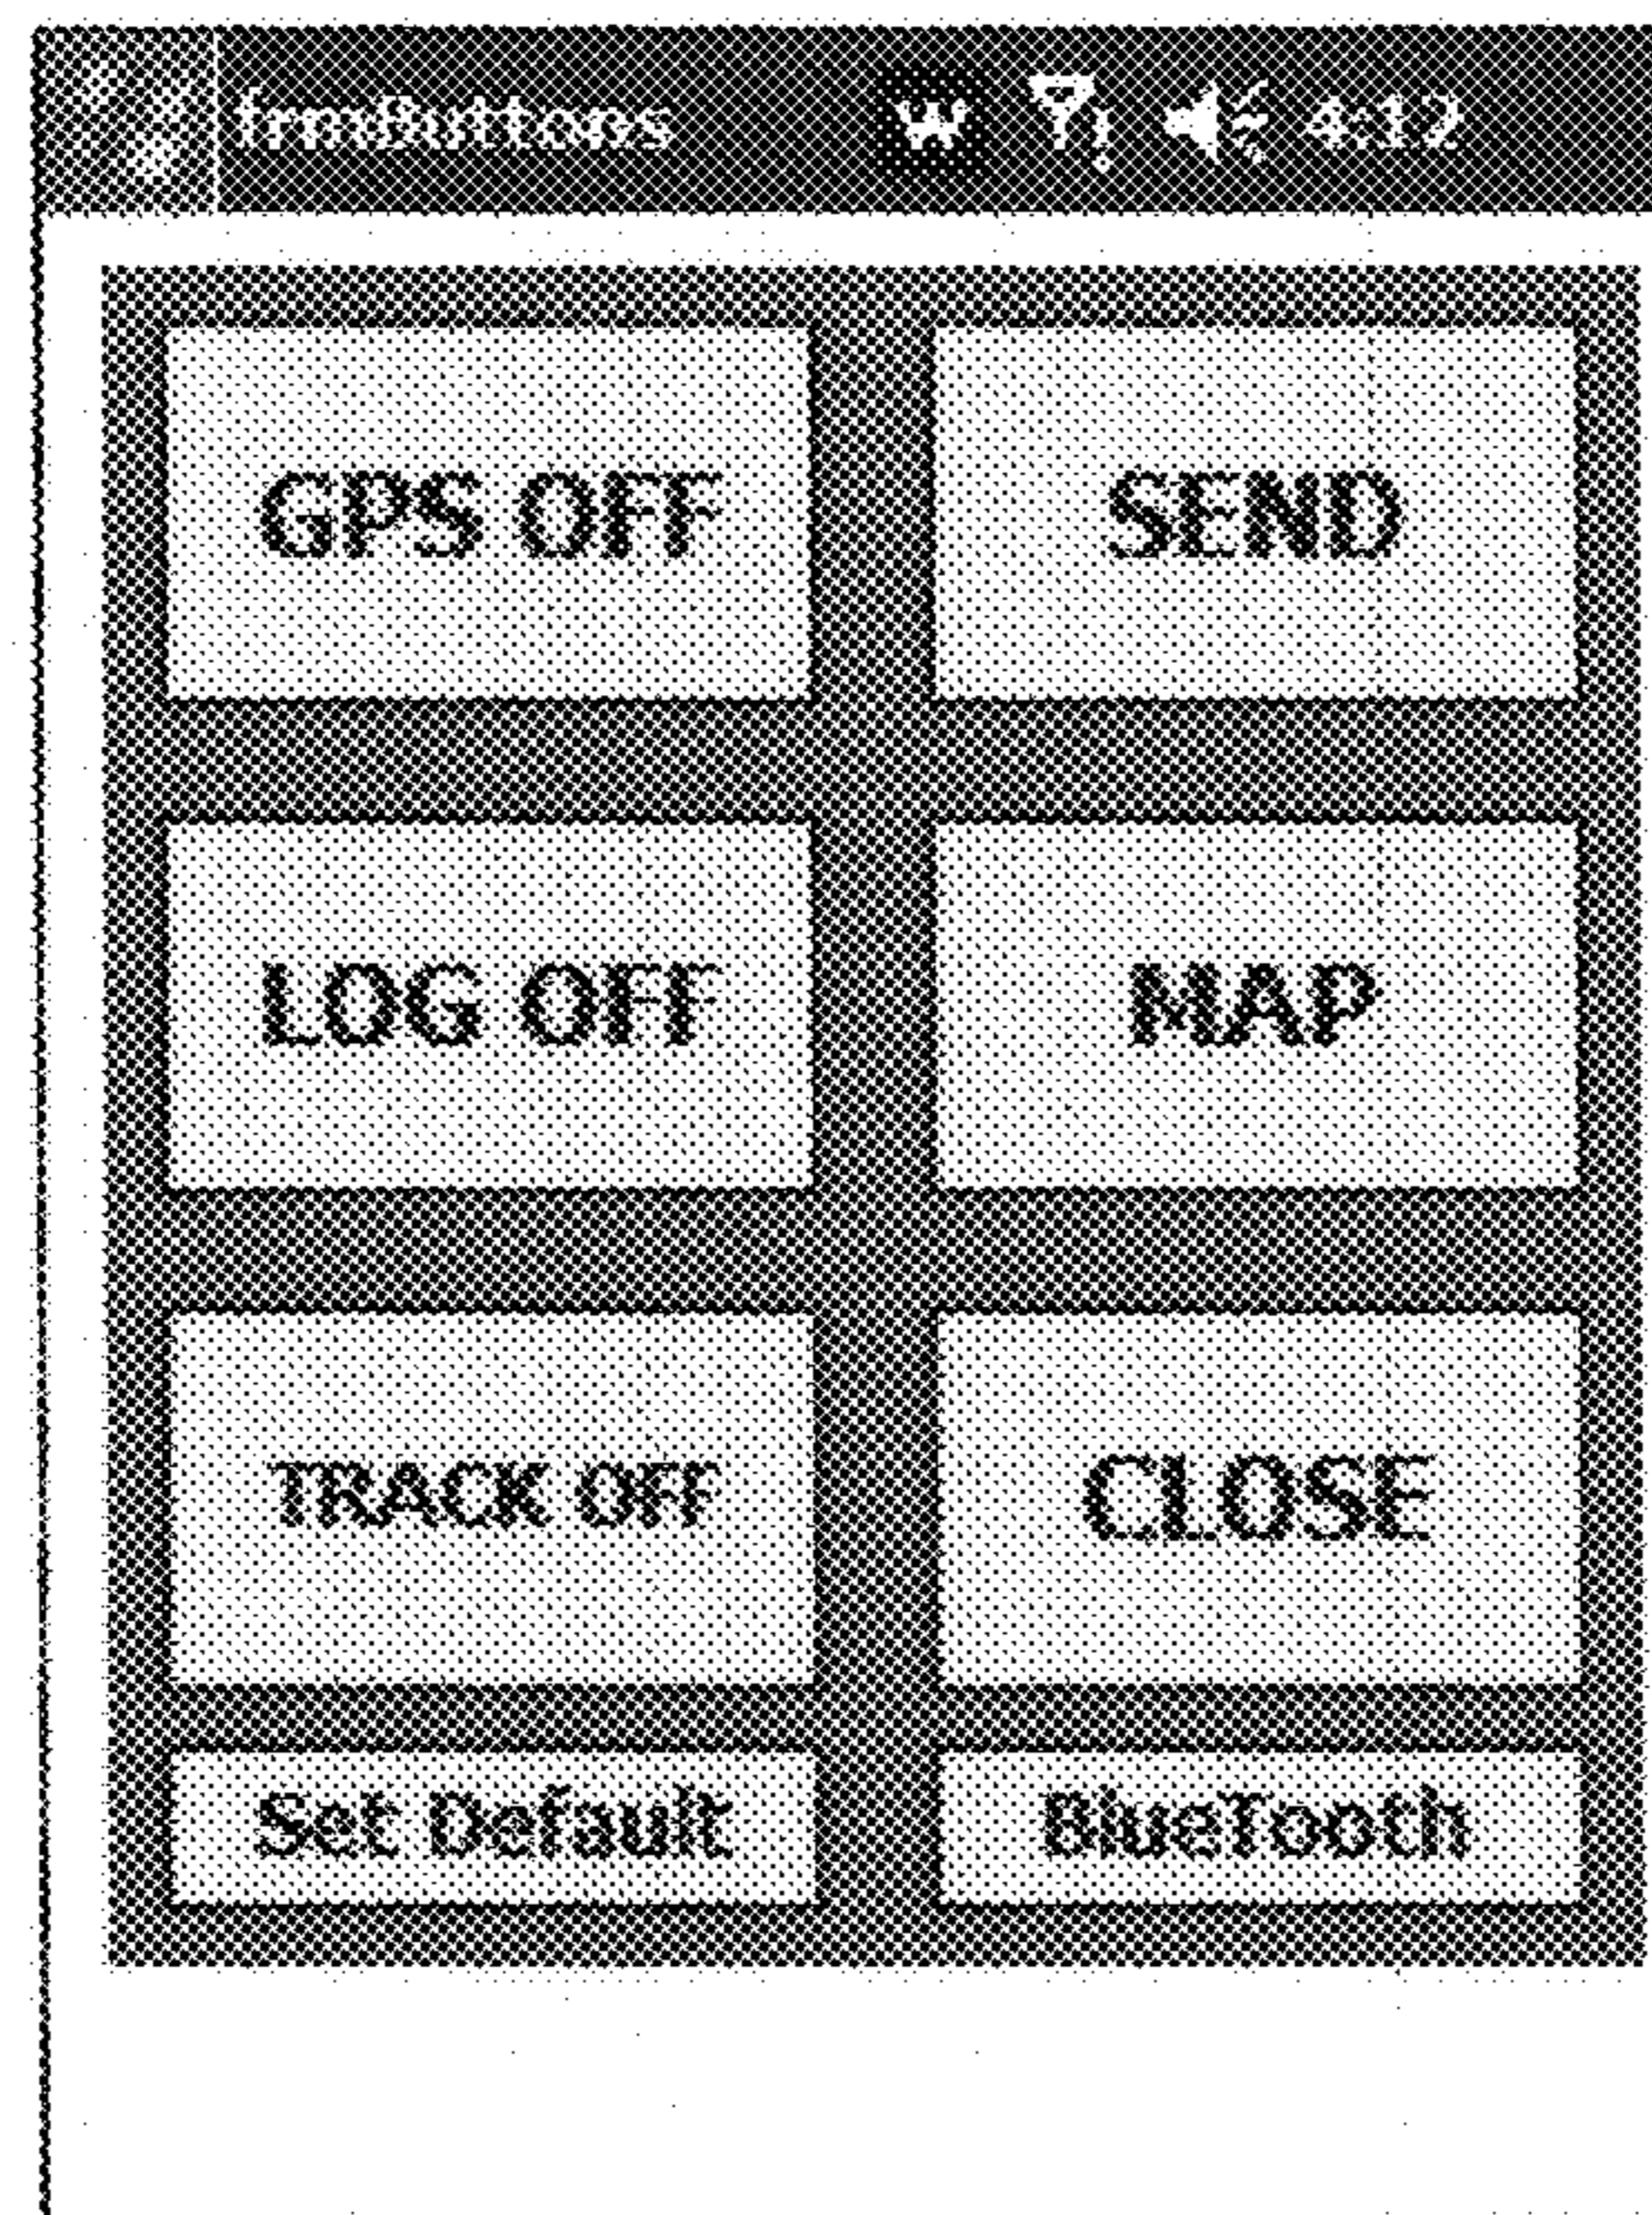 frmButtons W 4:12
GPS OFF SEND
LOG OFF MAP
TRACK OFF CLOSE
Set Default BlueTooth